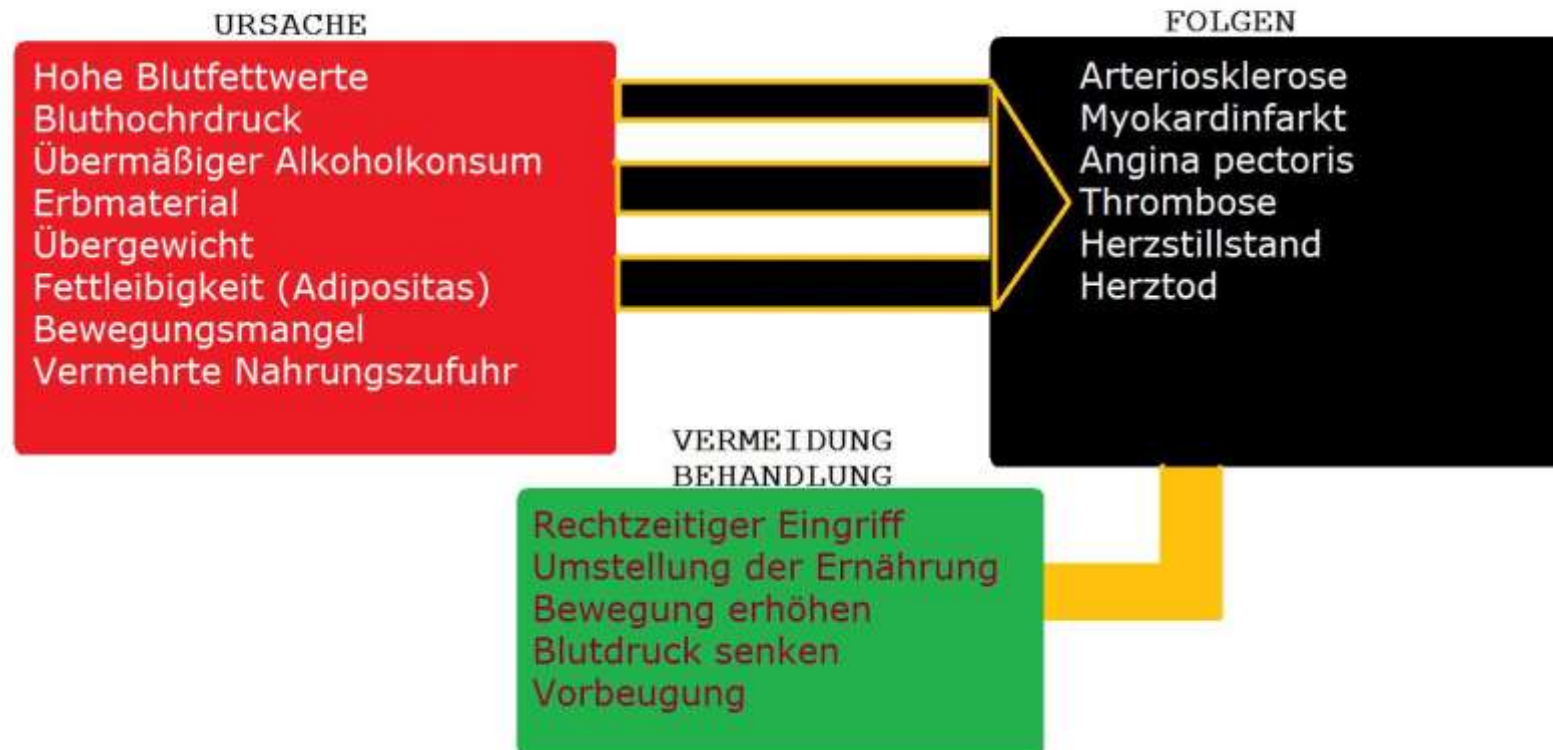 URSACHE
Hohe Blutfettwerte
Bluthochrdruck
Übermäßiger Alkoholkonsum
Erbmaterial
Übergewicht
Fettleibigkeit (Adipositas)
Bewegungsmangel
Vermehrte Nahrungszufuhr
FOLGEN
Arteriosklerose
Myokardinfarkt
Angina pectoris
Thrombose
Herzstillstand
Herztod
VERMEIDUNG
BEHANDLUNG
Rechtzeitiger Eingriff
Umstellung der Ernährung
Bewegung erhöhen
Blutdruck senken
Vorbeugung